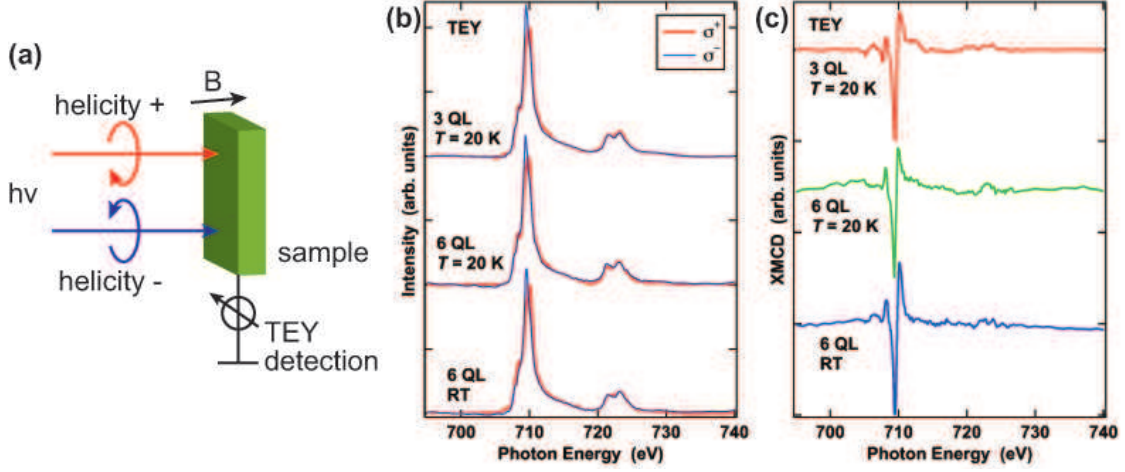 (a)
B
helicity +
hν
helicity -
sample
TEY
detection
(b)
TEY
σ+
σ-
3 QL
T = 20 K
6 QL
T = 20 K
6 QL
RT
Intensity (arb. units)
700 710 720 730 740
Photon Energy (eV)
(c)
TEY
3 QL
T = 20 K
6 QL
T = 20 K
6 QL
RT
XMCD (arb. units)
700 710 720 730 740
Photon Energy (eV)